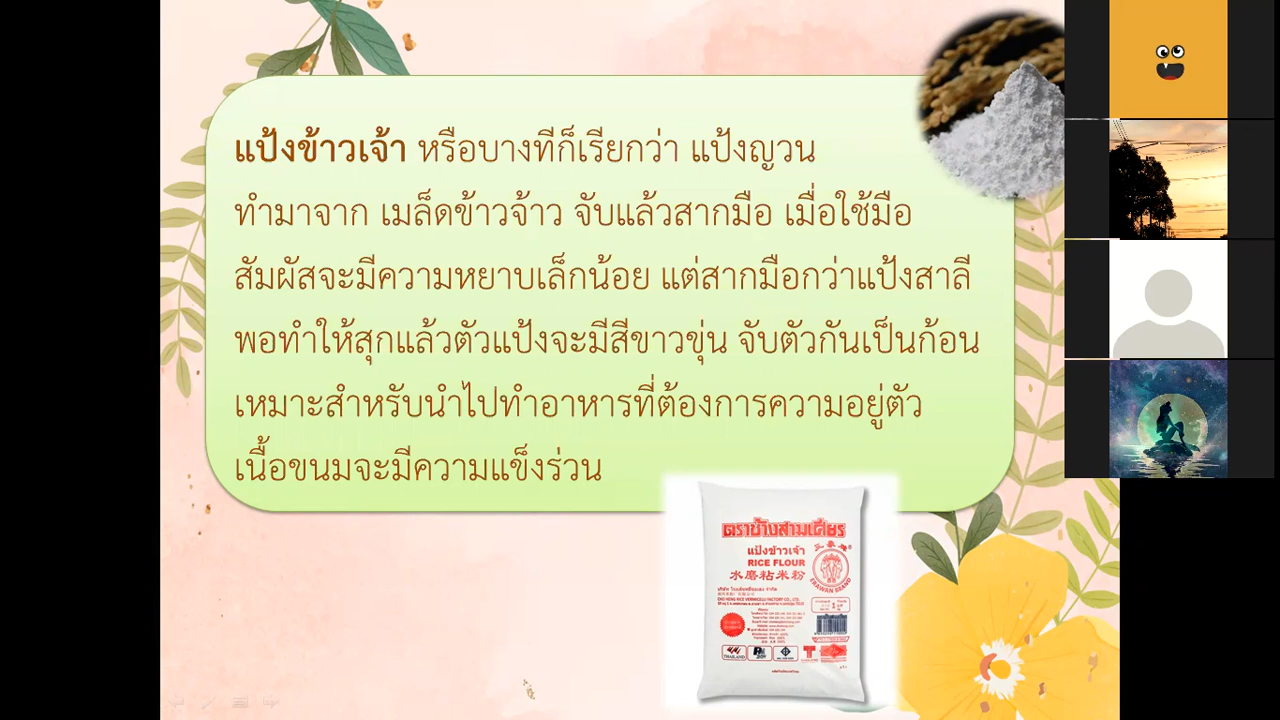 แป้งข้าวเจ้า หรือบางทีก็เรียกว่า แป้งญวน
ทำมาจาก เมล็ดข้าวจ้าว จับแล้วสากมือ เมื่อใช้มือ
สัมผัสจะมีความหยาบเล็กน้อย แต่สากมือกว่าแป้งสาลี
พอทำให้สุกแล้วตัวแป้งจะมีสีขาวขุ่น จับตัวกันเป็นก้อน
เหมาะสำหรับนำไปทำอาหารที่ต้องการความอยู่ตัว
เนื้อขนมจะมีความแข็งร่วน
ตราช้างสามเศียร
แป้งข้าวเจ้า
RICE FLOUR
水磨粘米粉
ERAWAN BRAND
THAILAND